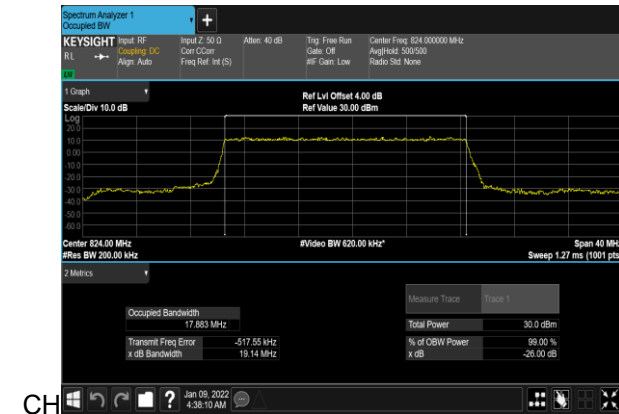 Spectrum Analyzer 1
Occupied BW
KEYSIGHT Input: RF Input Z: 50 Ω Atten: 40 dB Trig: Free Run Center Freq: 824.000000 MHz
Coupling: DC Corr CCorr Gate: Off Avg|Hold: 500/500
RL Align: Auto Freq Ref: Int (S) #IF Gain: Low Radio Std: None
LW
1 Graph
Ref Lvl Offset 4.00 dB
Scale/Div 10.0 dB Ref Value 30.00 dBm
Log
20.0
10.0
0.00
-10.0
-20.0
-30.0
-40.0
-50.0
-60.0
Center 824.00 MHz #Video BW 620.00 kHz* Span 40 MHz
#Res BW 200.00 kHz Sweep 1.27 ms (1001 pts
2 Metrics
Measure Trace Trace 1
Occupied Bandwidth
17.883 MHz Total Power 30.0 dBm
Transmit Freq Error -517.55 kHz % of OBW Power 99.00 %
x dB Bandwidth 19.14 MHz x dB -26.00 dB
CH ? Jan 09, 2022
4:38:10 AM